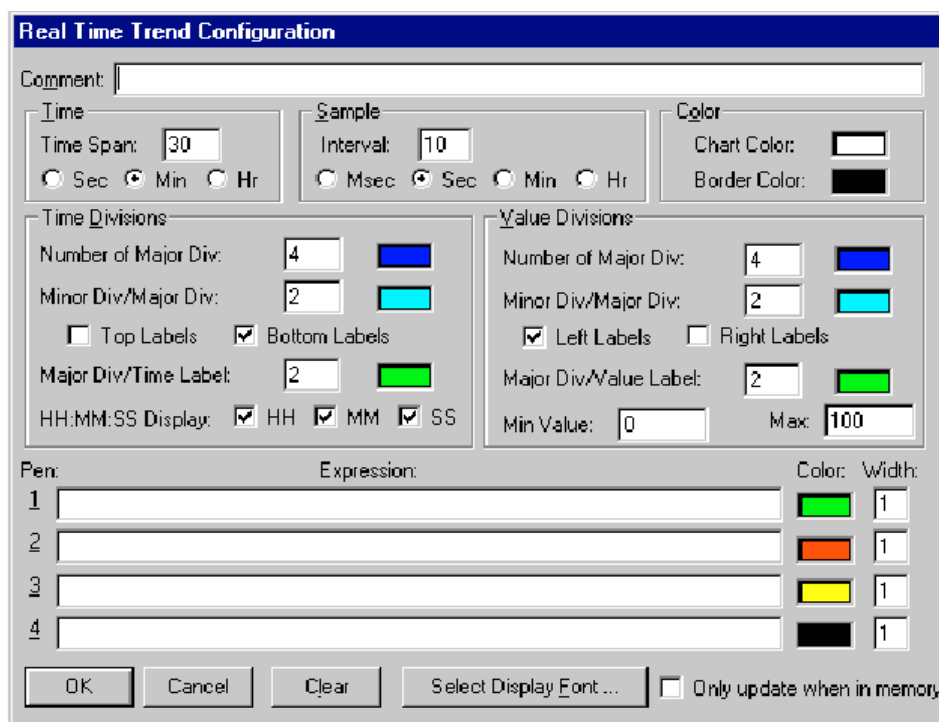 Real Time Trend Configuration
Comment:
Time
Time Span: 30
Sec Min Hr
Sample
Interval: 10
Msec Sec Min Hr
Color
Chart Color:
Border Color:
Time Divisions
Number of Major Div: 4
Minor Div/Major Div: 2
Top Labels Bottom Labels
Major Div/Time Label: 2
HH:MM:SS Display: HH MM SS
Value Divisions
Number of Major Div: 4
Minor Div/Major Div: 2
Left Labels Right Labels
Major Div/Value Label: 2
Min Value: 0 Max: 100
Pen: Expression: Color: Width:
1 1
2 1
3 1
4 1
OK Cancel Clear Select Display Font ... Only update when in memory